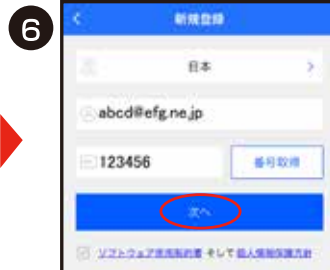 6
新規登録
日本
abcd@efg.ne.jp
123456
番号取得
次へ
ソフトウェア使用契約書 そして 個人情報保護方針